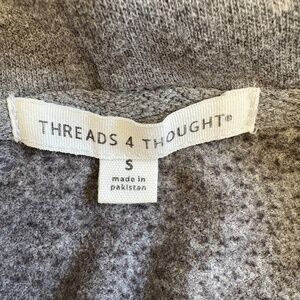 THREADS 4 THOUGHT®
S
made in
pakistan